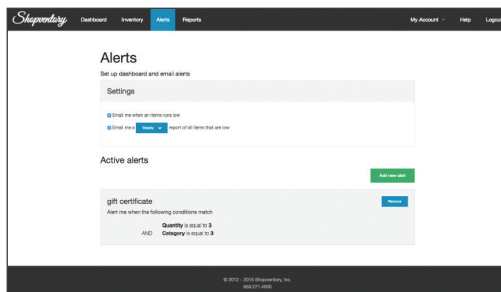 Shopventory Dashboard Inventory Alerts Reports My Account Help Logout
Alerts
Set up dashboard and email alerts
Settings
Email me when an items runs low
Email me a Weekly report of all items that are low
Active alerts
Add new alert
gift certificate
Remove
Alert me when the following conditions match
Quantity is equal to 3
AND Category is equal to 3
© 2012 - 2015 Shopventory, Inc.
858.271.4000